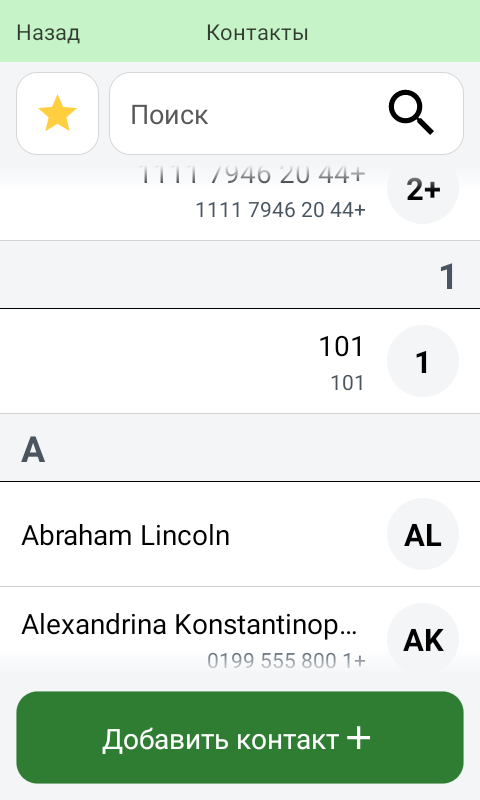 Назад
Контакты
Поиск
1111 7946 20 44+
1111 7946 20 44+
2+
1
101
101
1
A
Abraham Lincoln
AL
Alexandrina Konstantinop…
0199 555 800 1+
AK
Добавить контакт +